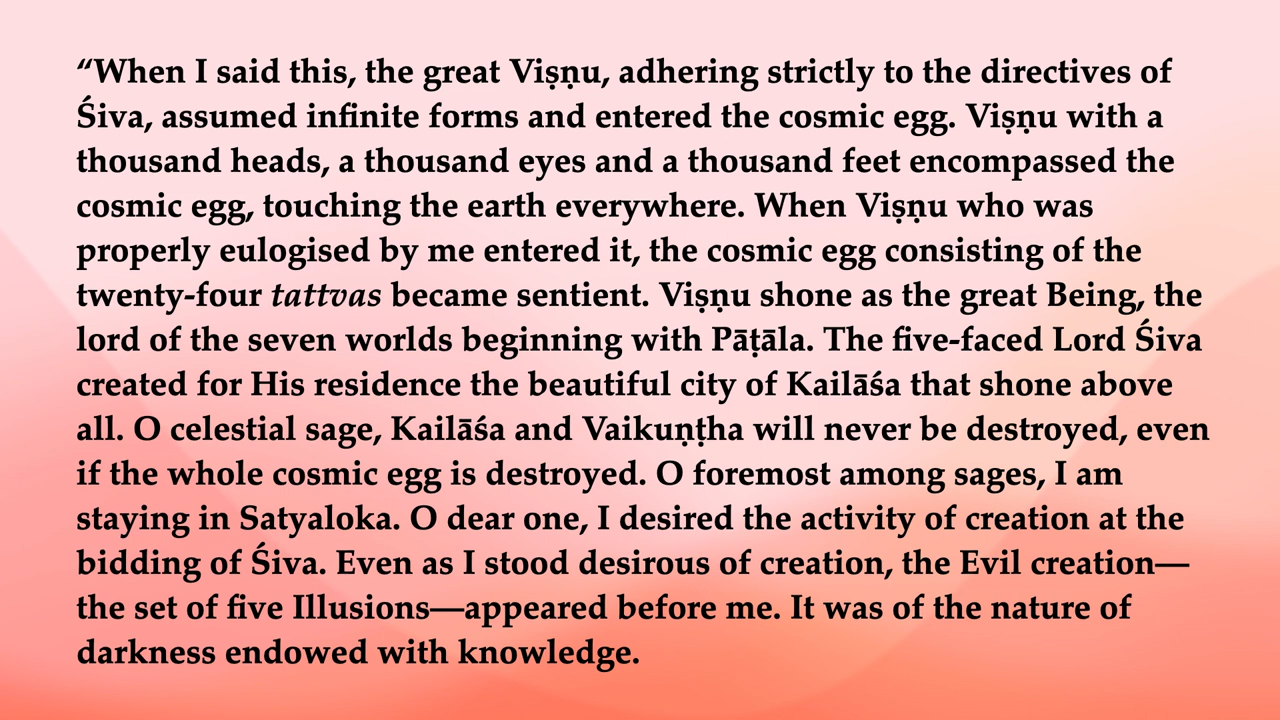 “When I said this, the great Viṣṇu, adhering strictly to the directives of
Śiva, assumed infinite forms and entered the cosmic egg. Viṣṇu with a
thousand heads, a thousand eyes and a thousand feet encompassed the
cosmic egg, touching the earth everywhere. When Viṣṇu who was
properly eulogised by me entered it, the cosmic egg consisting of the
twenty-four tattvas became sentient. Viṣṇu shone as the great Being, the
lord of the seven worlds beginning with Pāṭāla. The five-faced Lord Śiva
created for His residence the beautiful city of Kailāśa that shone above
all. O celestial sage, Kailāśa and Vaikuṇṭha will never be destroyed, even
if the whole cosmic egg is destroyed. O foremost among sages, I am
staying in Satyaloka. O dear one, I desired the activity of creation at the
bidding of Śiva. Even as I stood desirous of creation, the Evil creation—
the set of five Illusions—appeared before me. It was of the nature of
darkness endowed with knowledge.